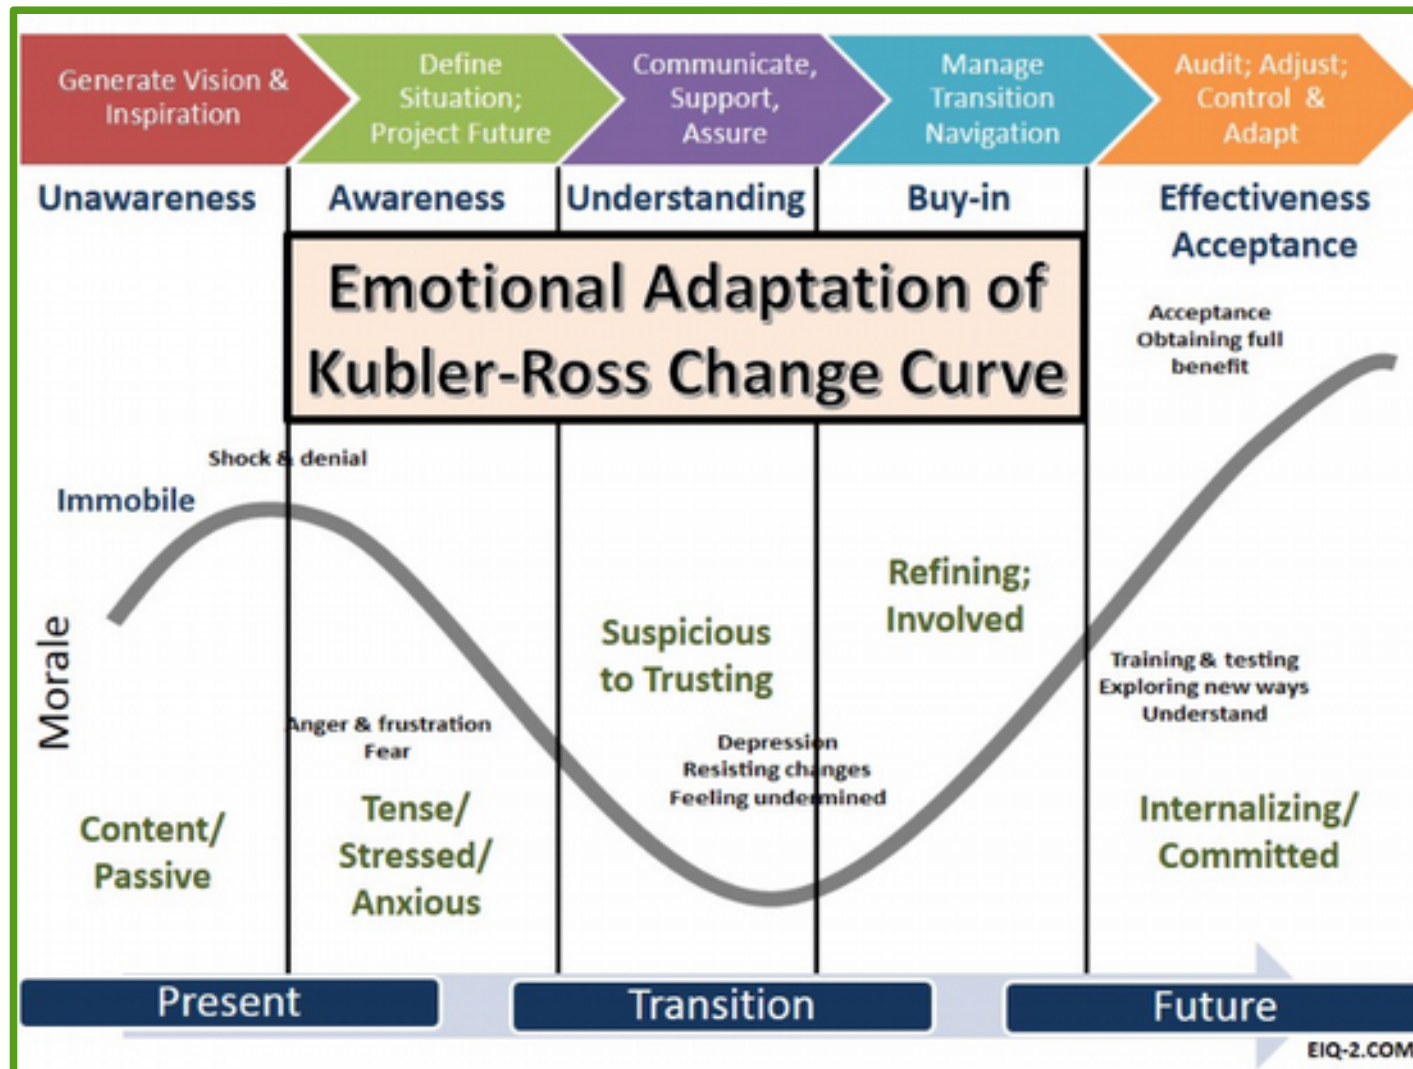 Generate Vision &
Inspiration
Define
Situation;
Project Future
Communicate,
Support,
Assure
Manage
Transition
Navigation
Audit; Adjust;
Control &
Adapt
Unawareness
Awareness
Understanding
Buy-in
Effectiveness
Acceptance
Emotional Adaptation of
Kubler-Ross Change Curve
Acceptance
Obtaining full
benefit
Shock & denial
Immobile
Refining;
Involved
Suspicious
to Trusting
Morale
Training & testing
Exploring new ways
Understand
Anger & frustration
Fear
Depression
Resisting changes
Feeling undermined
Content/
Passive
Tense/
Stressed/
Anxious
Internalizing/
Committed
Present
Transition
Future
EIQ-2.COM